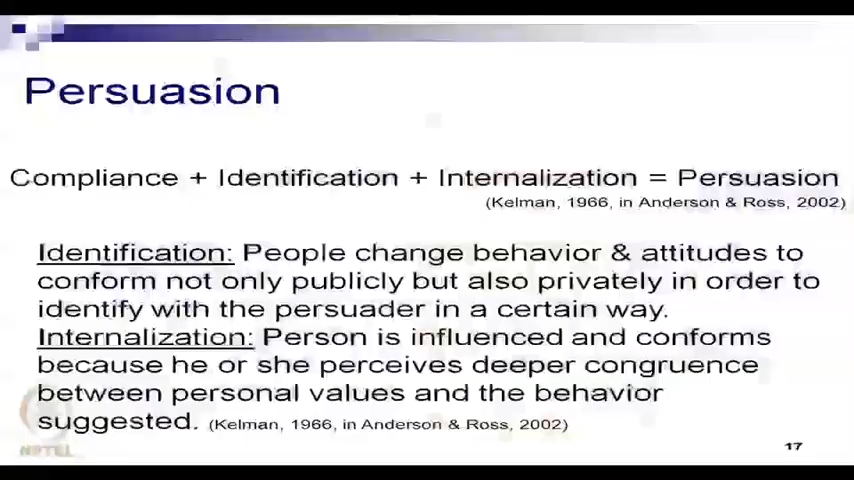 Persuasion
Compliance + Identification + Internalization = Persuasion
(Kelman, 1966, in Anderson & Ross, 2002)
Identification: People change behavior & attitudes to
conform not only publicly but also privately in order to
identify with the persuader in a certain way.
Internalization: Person is influenced and conforms
because he or she perceives deeper congruence
between personal values and the behavior
suggested. (Kelman, 1966, in Anderson & Ross, 2002)
NPTEL
17